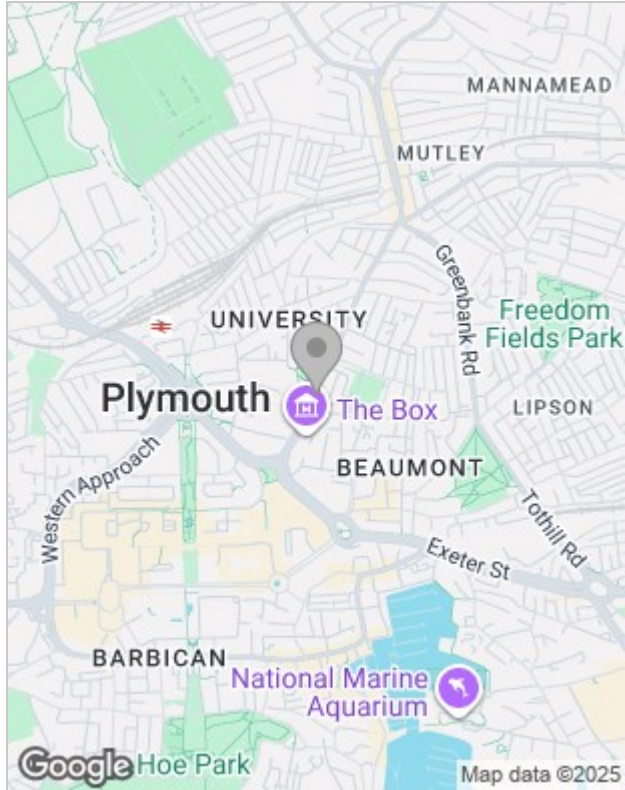 MANNAMEAD
MUTLEY
Greenbank Rd
UNIVERSITY
Freedom
Fields Park
Plymouth
The Box
LIPSON
BEAUMONT
Western Approach
Tothill Rd
Exeter St
BARBICAN
National Marine
Aquarium
Google
Hoe Park
Map data ©2025